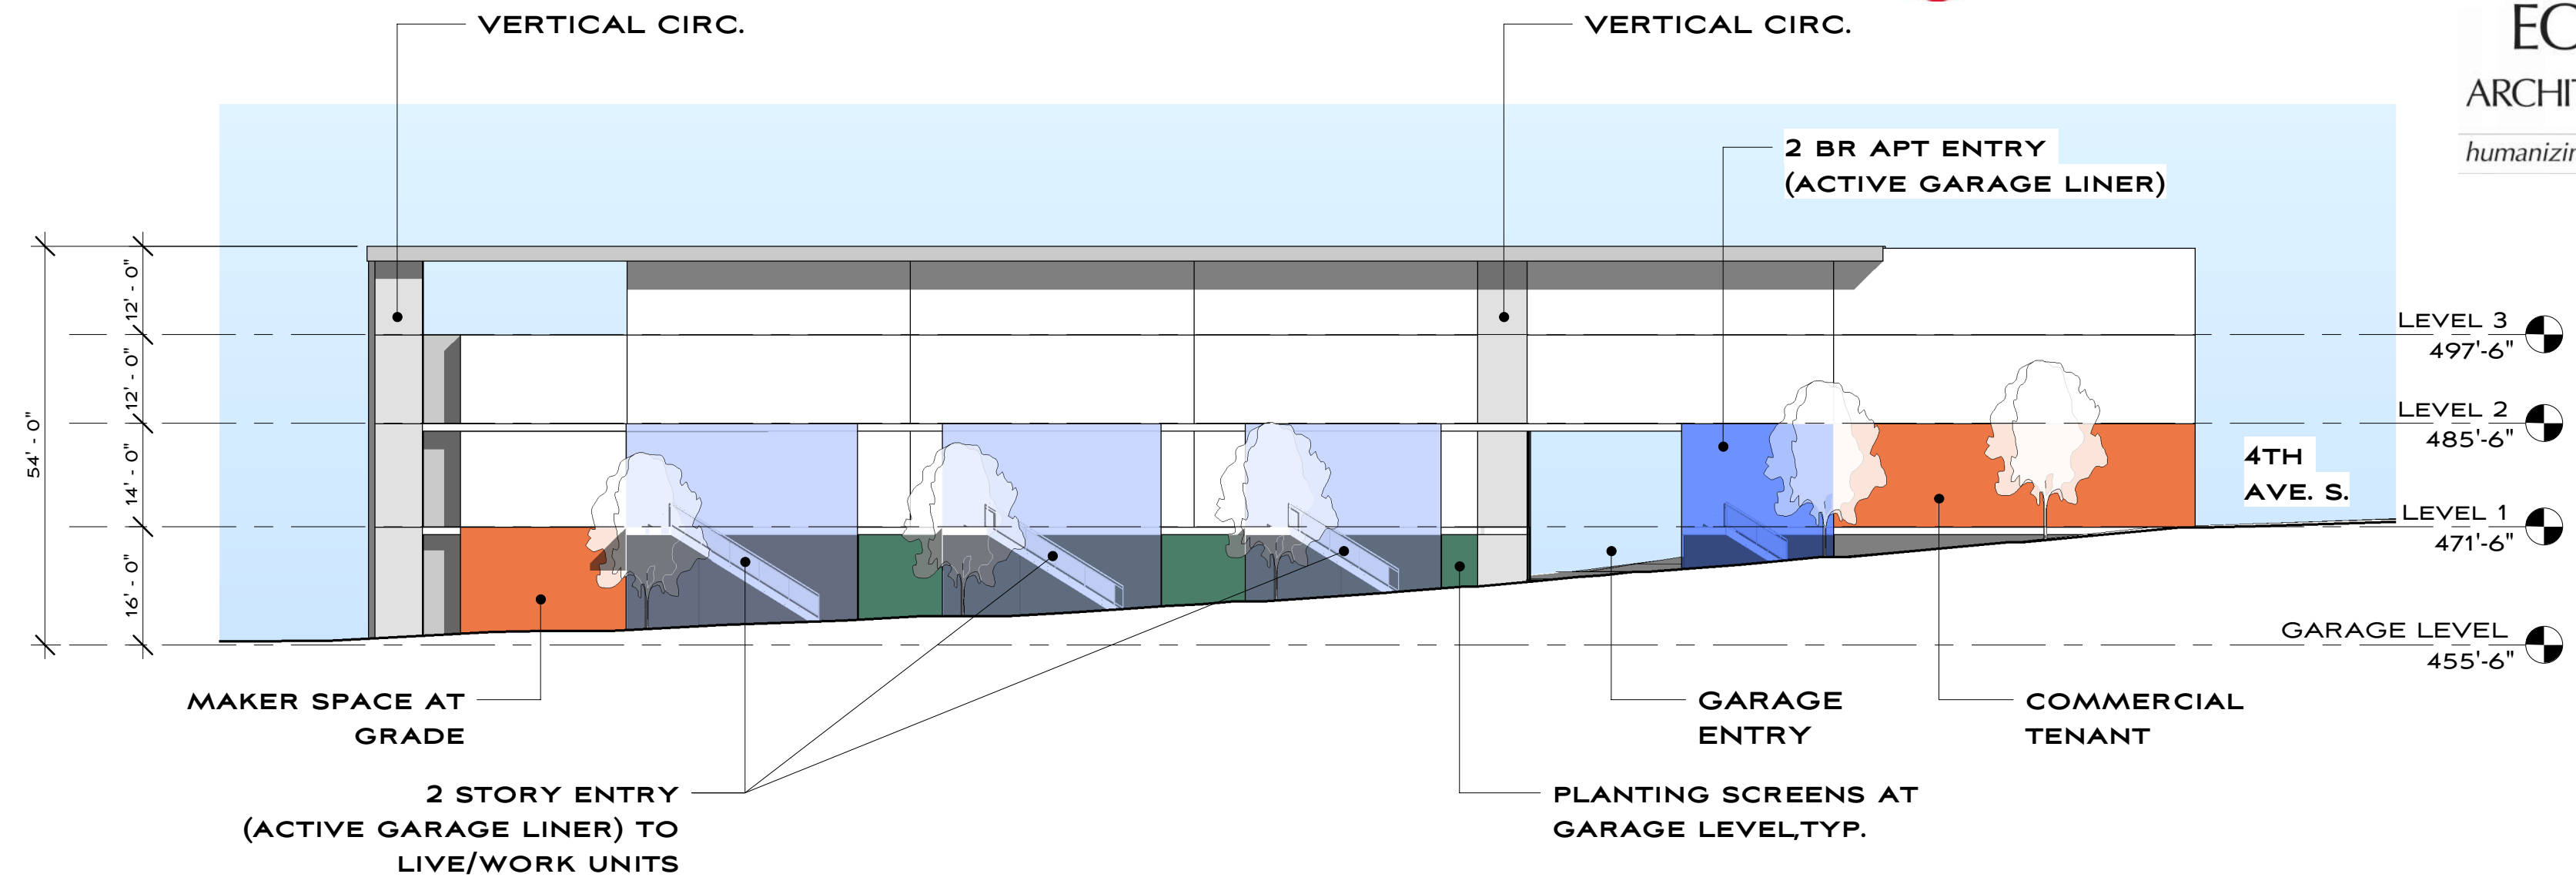 VERTICAL CIRC.
VERTICAL CIRC.
ARCHIT
humanizin
2 BR APT ENTRY
(ACTIVE GARAGE LINER)
12' - 0"
12' - 0"
14' - 0"
16' - 0"
54' - 0"
LEVEL 3
497'-6"
LEVEL 2
485'-6"
4TH
AVE. S.
LEVEL 1
471'-6"
GARAGE LEVEL
455'-6"
MAKER SPACE AT
GRADE
GARAGE
ENTRY
COMMERCIAL
TENANT
2 STORY ENTRY
(ACTIVE GARAGE LINER) TO
LIVE/WORK UNITS
PLANTING SCREENS AT
GARAGE LEVEL,TYP.